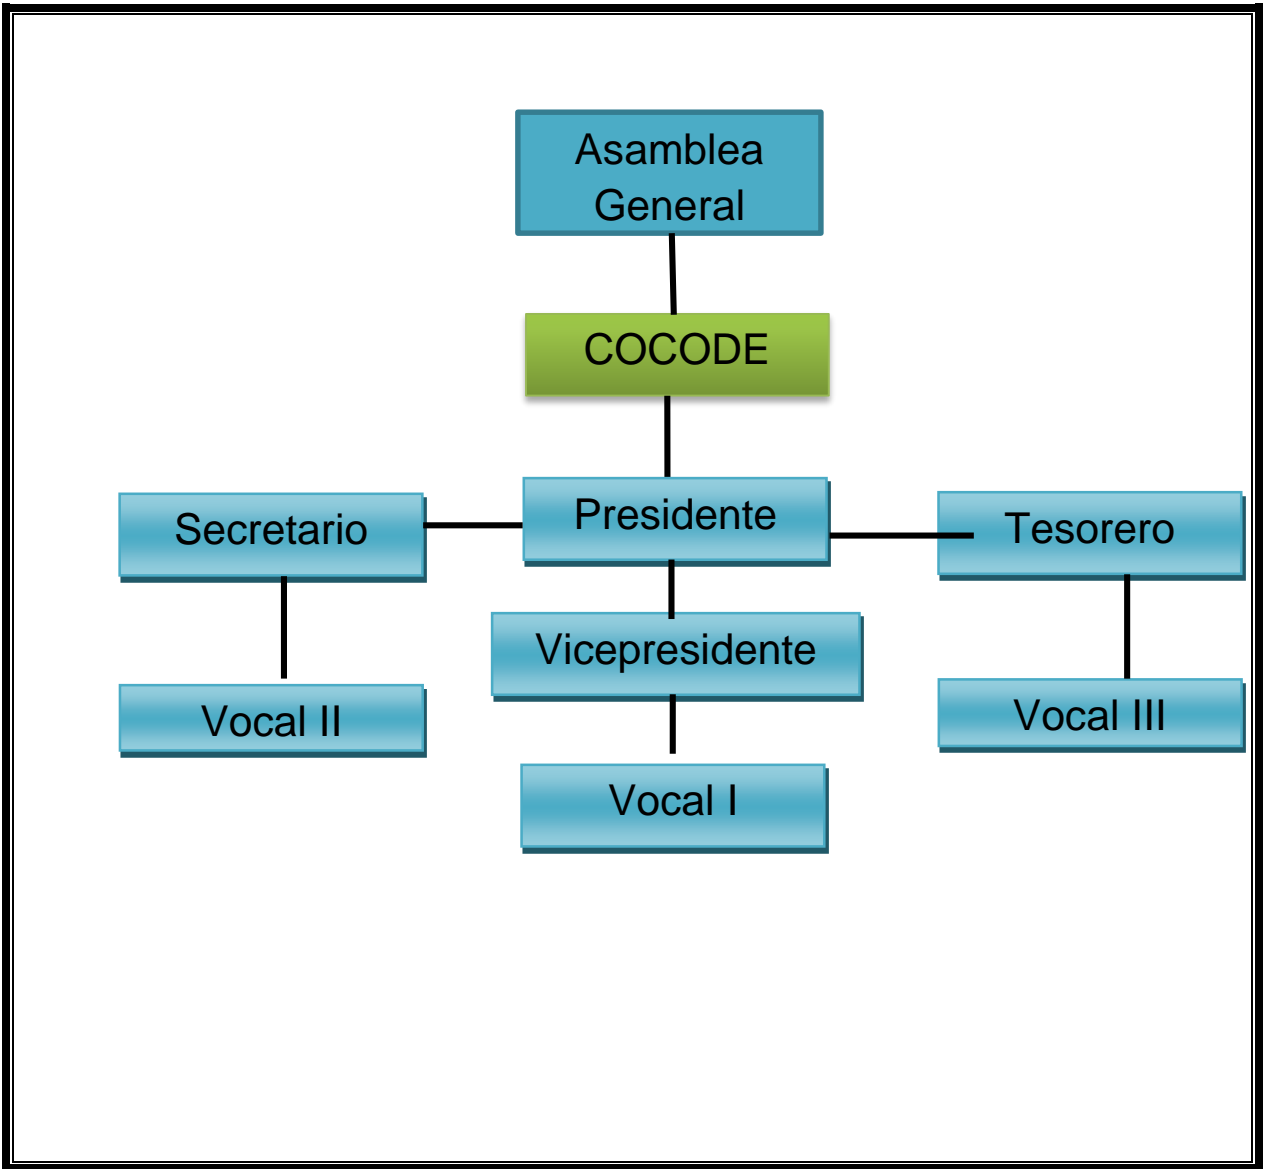 Asamblea
General
COCODE
Secretario
Presidente
Tesorero
Vicepresidente
Vocal II
Vocal III
Vocal I